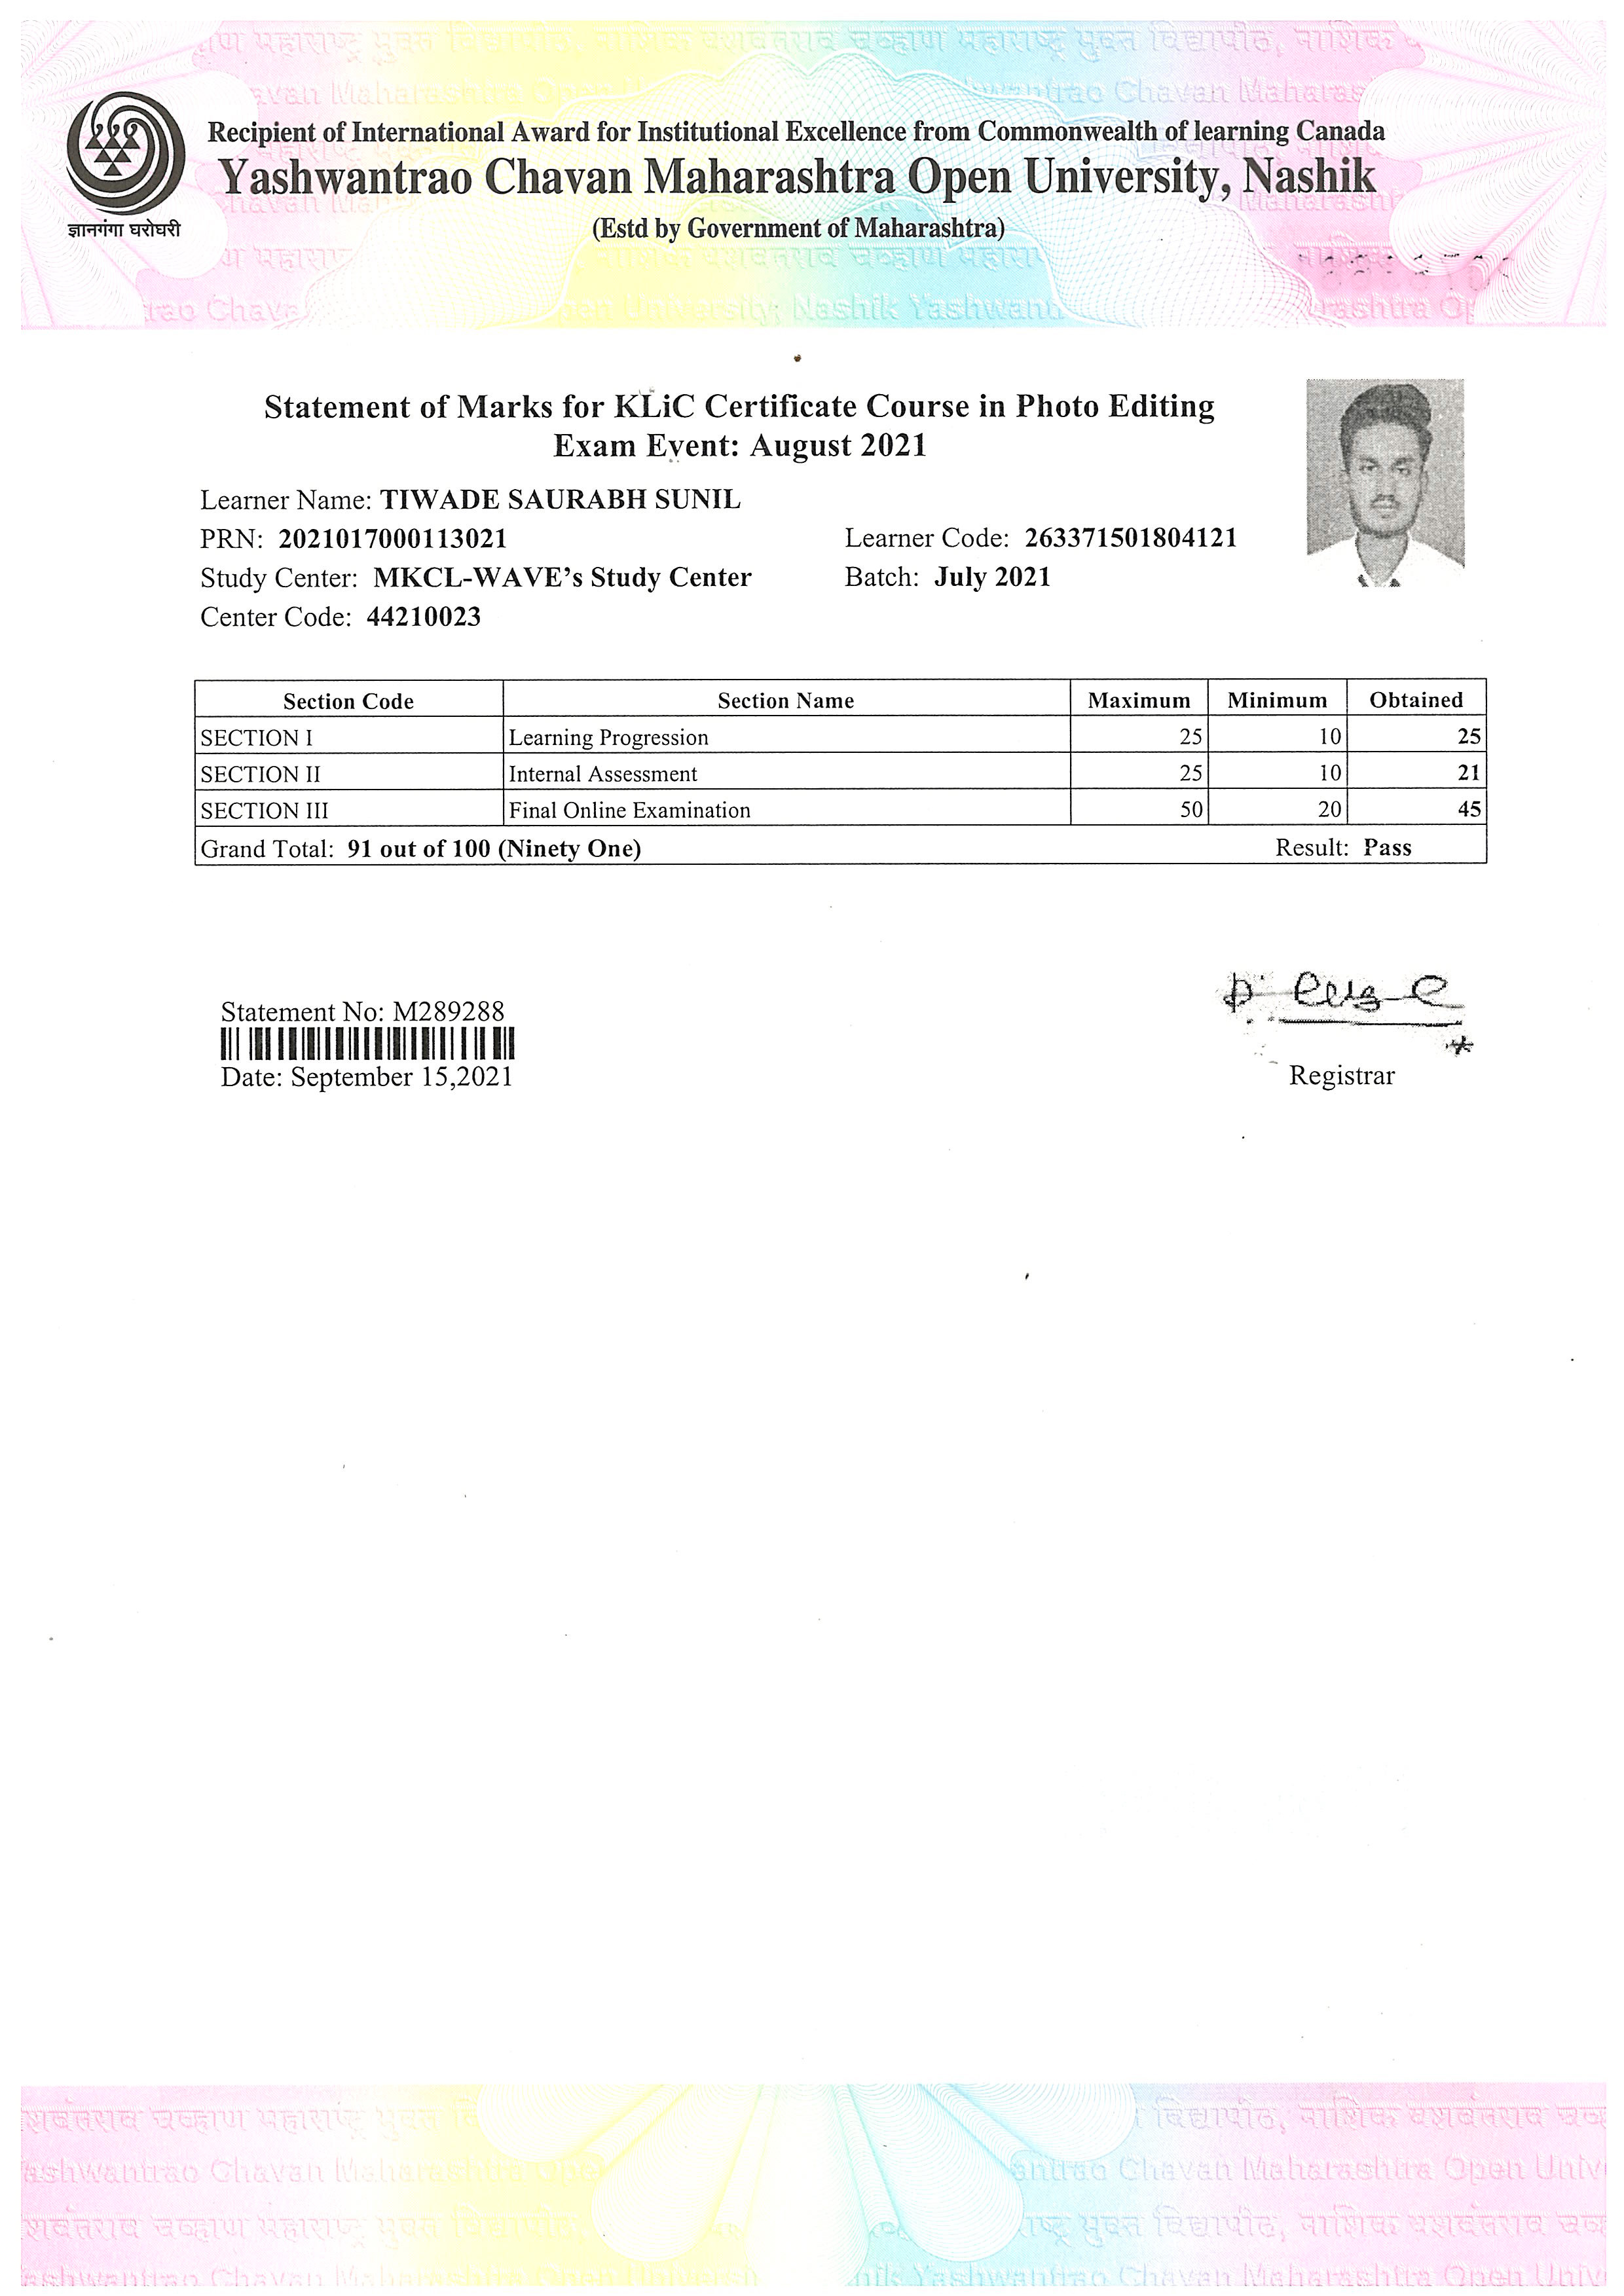 Recipient of International Award for Institutional Excellence from Commonwealth of learning Canada
Yashwantrao Chavan Maharashtra Open University, Nashik
(Estd by Government of Maharashtra)
ज्ञानगंगा घरोघरी
Statement of Marks for KLiC Certificate Course in Photo Editing
Exam Event: August 2021
Learner Name: TIWADE SAURABH SUNIL
PRN: 2021017000113021 Learner Code: 263371501804121
Study Center: MKCL-WAVE's Study Center Batch: July 2021
Center Code: 44210023
Section Code Section Name Maximum Minimum Obtained
SECTION I Learning Progression 25 10 25
SECTION II Internal Assessment 25 10 21
SECTION III Final Online Examination 50 20 45
Grand Total: 91 out of 100 (Ninety One) Result: Pass
Statement No: M289288
Date: September 15,2021
Registrar